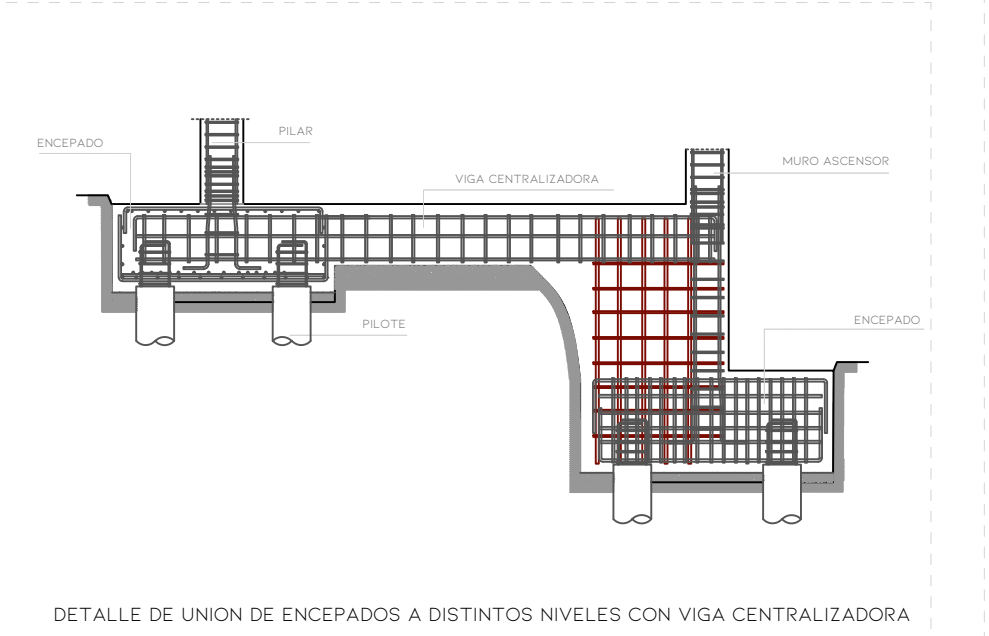 PILAR
ENCEPADO
MURO ASCENSOR
VIGA CENTRALIZADORA
PILOTE
ENCEPADO
DETALLE DE UNION DE ENCEPADOS A DISTINTOS NIVELES CON VIGA CENTRALIZADORA